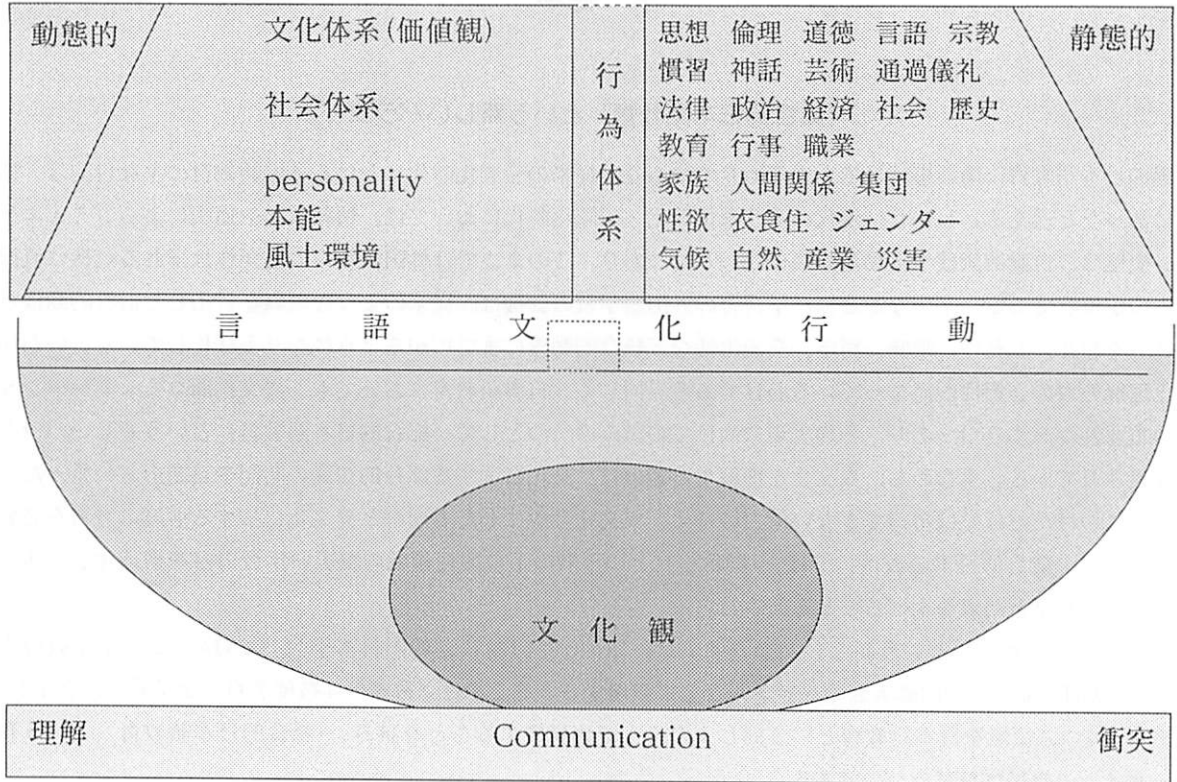 動態的
文化体系(価値観)
社会体系
personality
本能
風土環境
行為体系
思想 倫理 道徳 言語 宗教
慣習 神話 芸術 通過儀礼
法律 政治 経済 社会 歴史
教育 行事 職業
家族 人間関係 集団
性欲 衣食住 ジェンダー
気候 自然 産業 災害
静態的
言語文化行動
文化観
理解 Communication 衝突